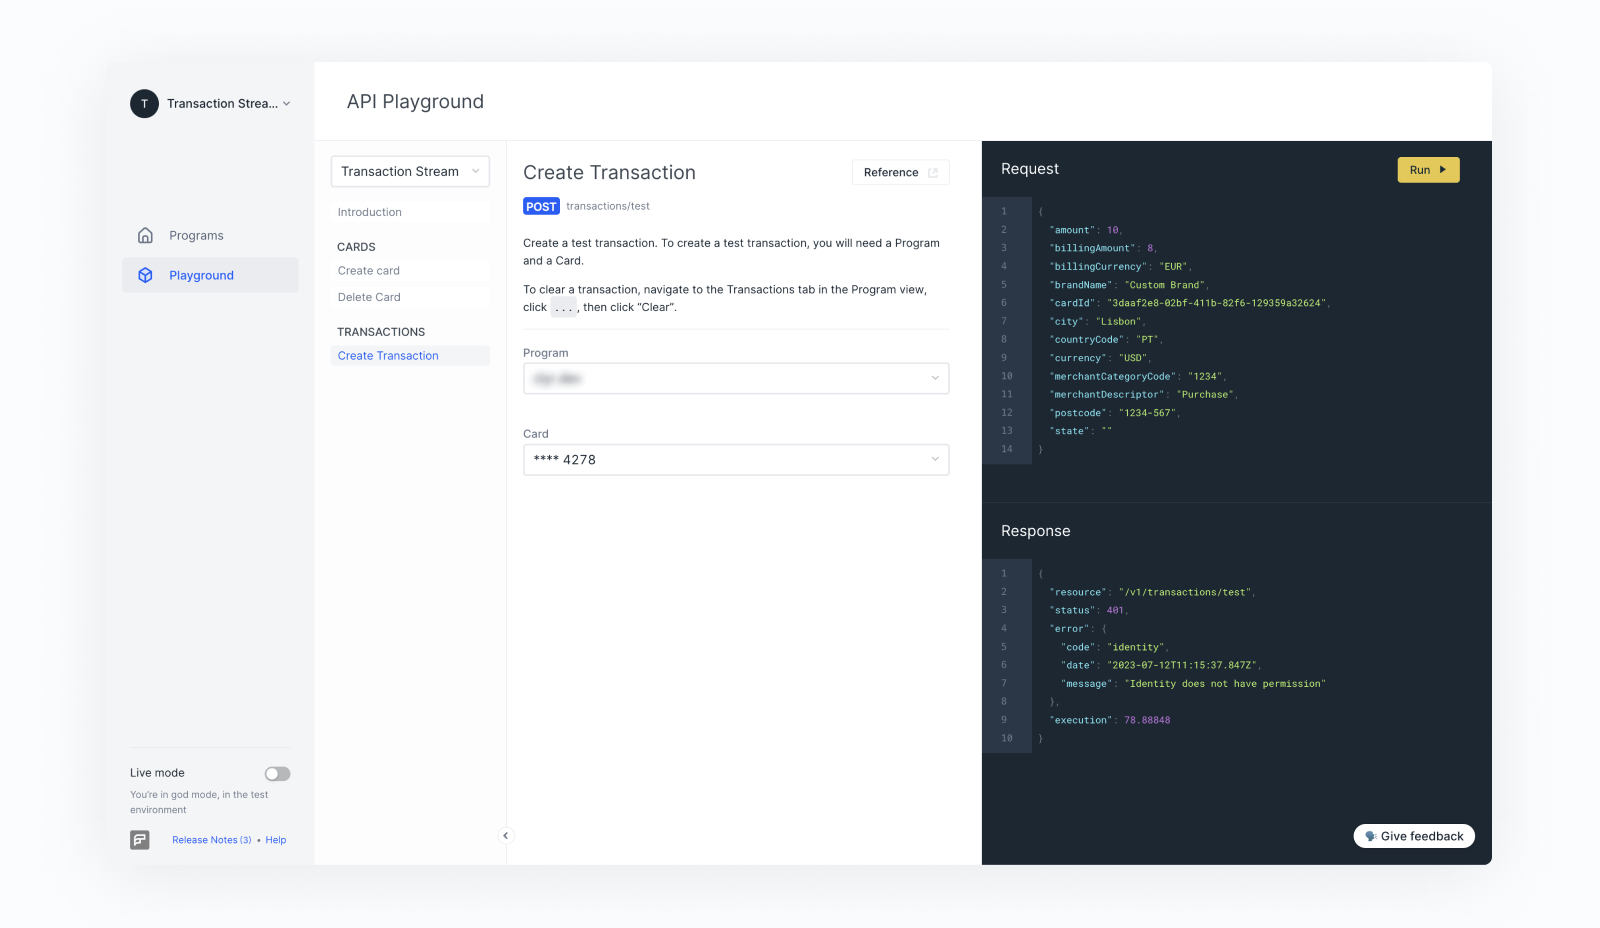 T
Transaction Strea...
Programs
Playground
Live mode
You're in god mode, in the test
environment
Release Notes (3) • Help
API Playground
Transaction Stream
Introduction
CARDS
Create card
Delete Card
TRANSACTIONS
Create Transaction
Create Transaction
Reference
POST transactions/test
Create a test transaction. To create a test transaction, you will need a Program
and a Card.
To clear a transaction, navigate to the Transactions tab in the Program view,
click ..., then click “Clear”.
Program
Card
**** 4278
Request
Run
1 {
2 "amount": 10,
3 "billingAmount": 8,
4 "billingCurrency": "EUR",
5 "brandName": "Custom Brand",
6 "cardId": "3daaf2e8-02bf-411b-82f6-129359a32624",
7 "city": "Lisbon",
8 "countryCode": "PT",
9 "currency": "USD",
10 "merchantCategoryCode": "1234",
11 "merchantDescriptor": "Purchase",
12 "postcode": "1234-567",
13 "state": ""
14 }
Response
1 {
2 "resource": "/v1/transactions/test",
3 "status": 401,
4 "error": {
5 "code": "identity",
6 "date": "2023-07-12T11:15:37.847Z",
7 "message": "Identity does not have permission"
8 },
9 "execution": 78.88848
10 }
Give feedback